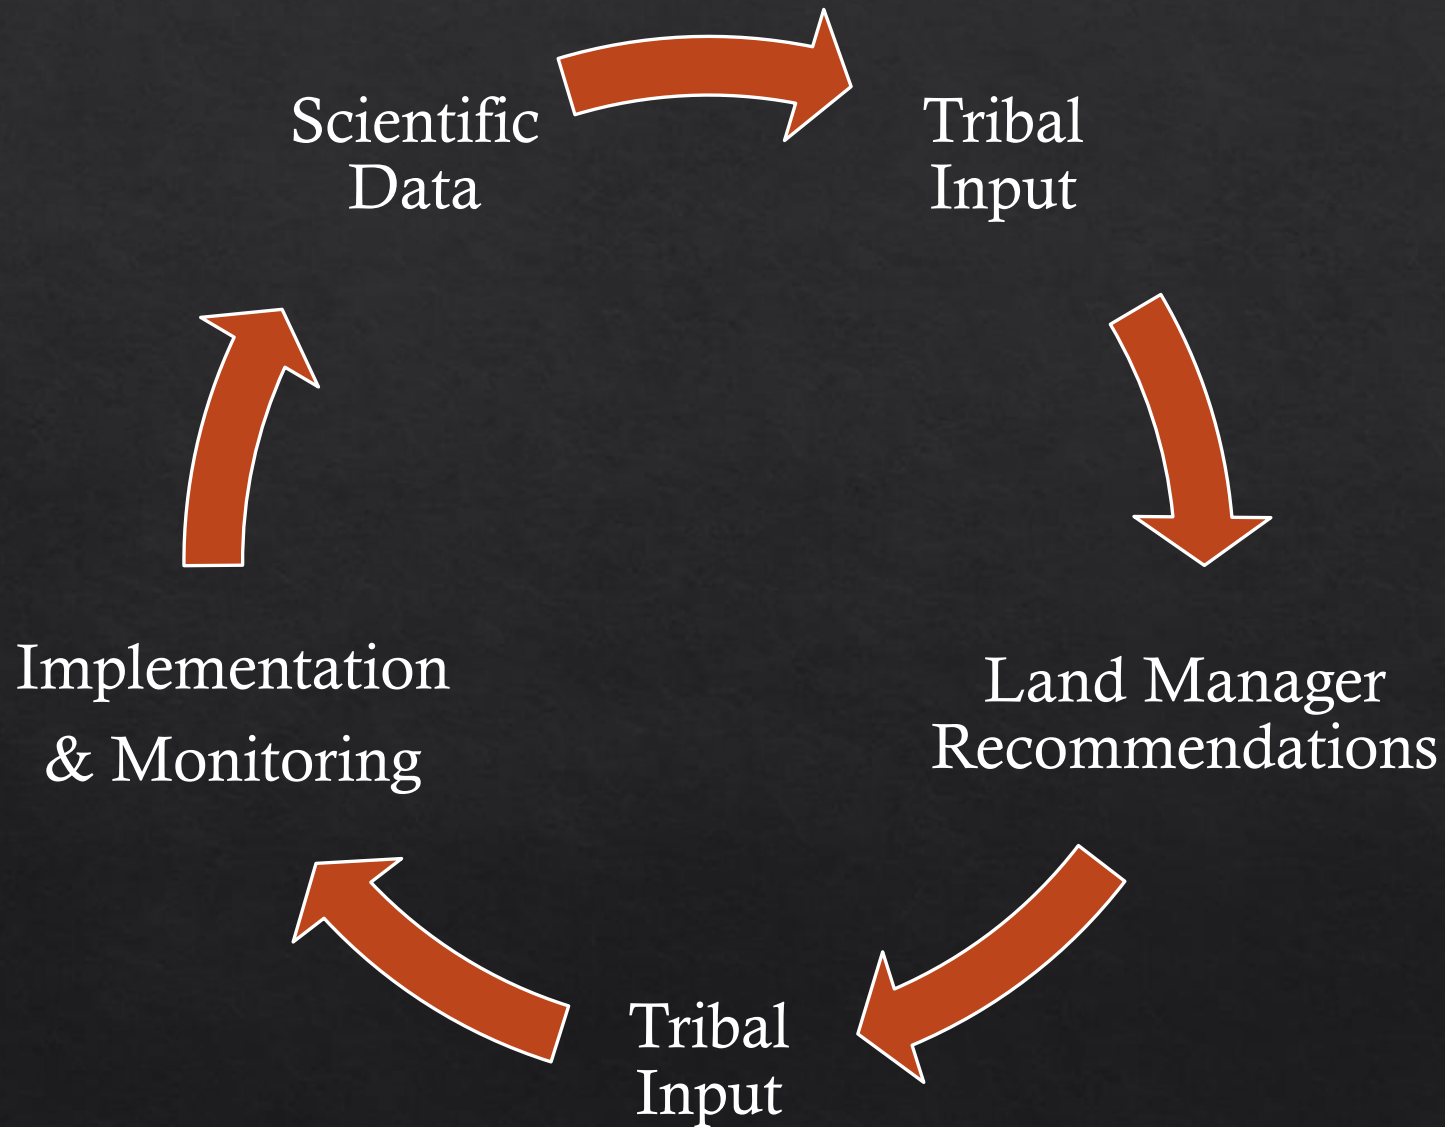 Scientific
Data
Tribal
Input
Land Manager
Recommendations
Tribal
Input
Implementation
& Monitoring